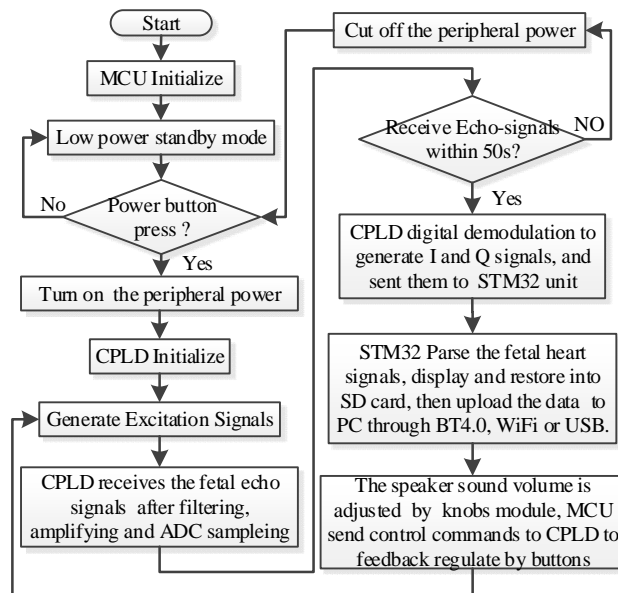 Start
MCU Initialize
Low power standby mode
No
Power button
press ?
Yes
Turn on the peripheral power
CPLD Initialize
Generate Excitation Signals
CPLD receives the fetal echo
signals after filtering,
amplifying and ADC sampleing
Cut off the peripheral power
Receive Echo-signals
within 50s?
NO
Yes
CPLD digital demodulation to
generate I and Q signals, and
sent them to STM32 unit
STM32 Parse the fetal heart
signals, display and restore into
SD card, then upload the data to
PC through BT4.0, WiFi or USB.
The speaker sound volume is
adjusted by knobs module, MCU
send control commands to CPLD to
feedback regulate by buttons